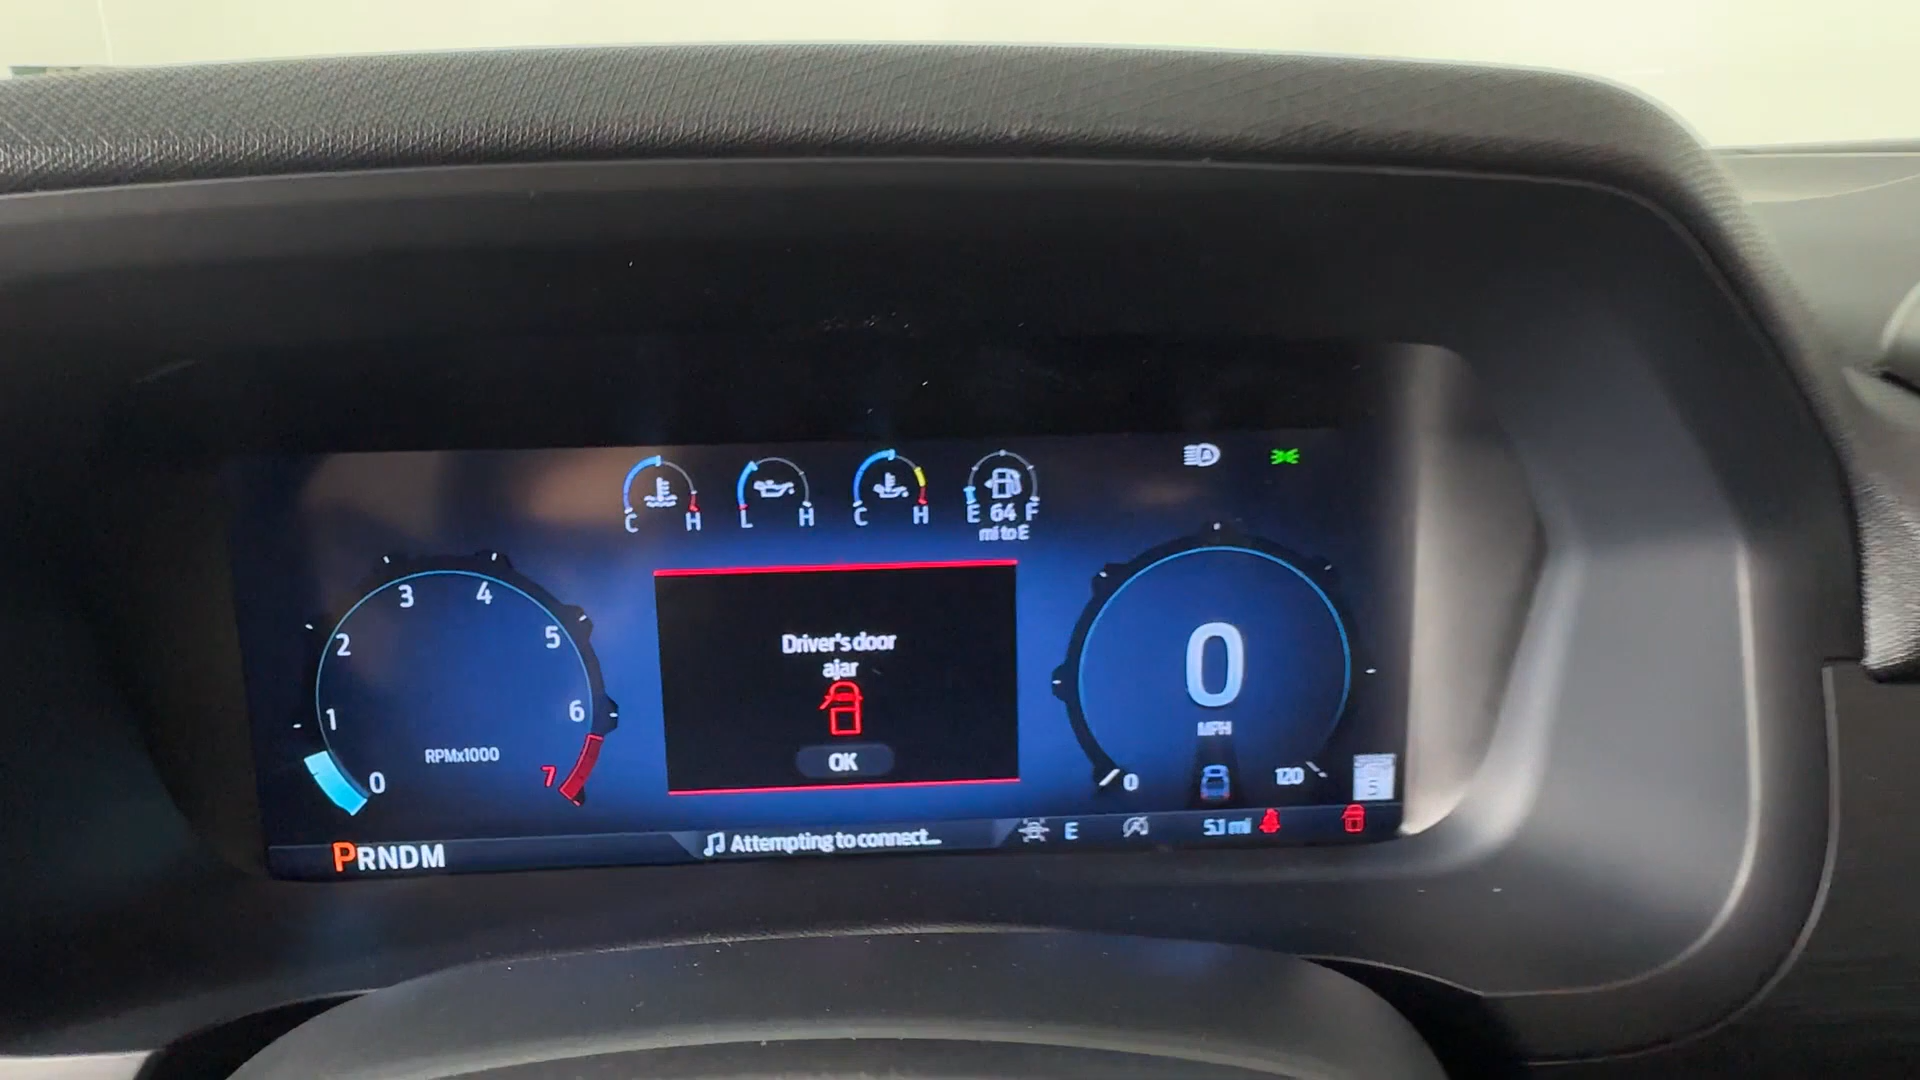 C H
L H
C H
E 64 F
mi to E
3 4
2 5
1 6
RPMx1000
0 7
Driver's door
ajar
OK
0
MPH
0 120
PRNDM
Attempting to connect...
E
5.1 mi